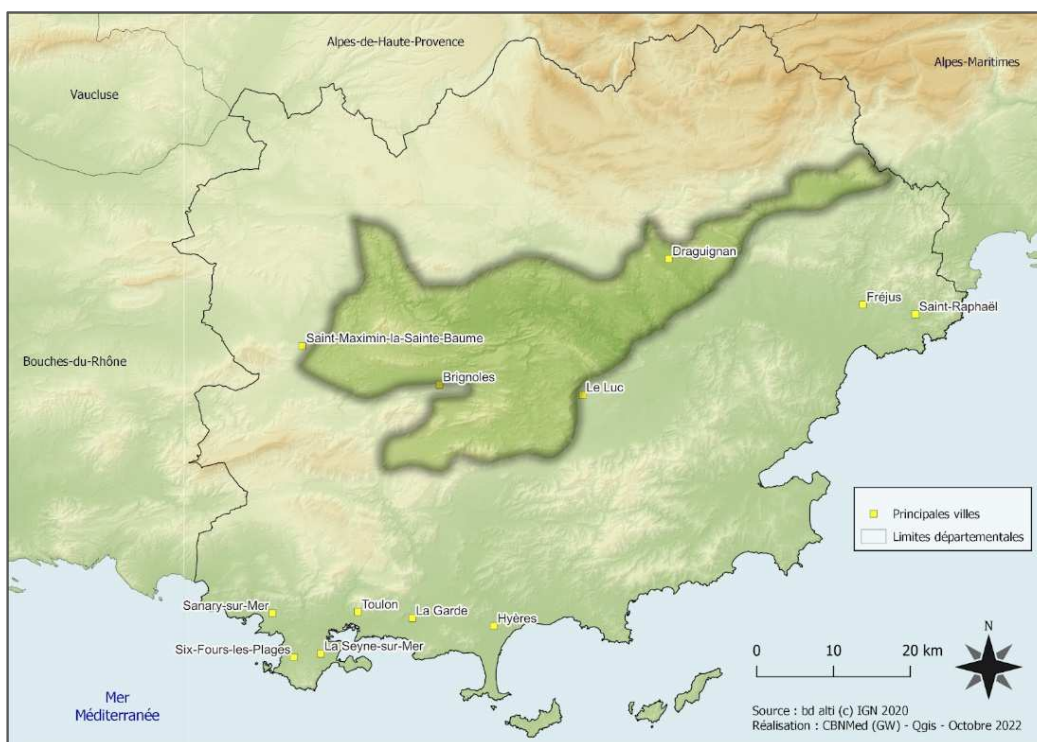 Alpes-de-Haute-Provence
Alpes-Maritimes
Vaucluse
Draguignan
Fréjus
Saint-Raphaël
Saint-Maximin-la-Sainte-Baume
Bouches-du-Rhône
Brignoles
Le Luc
Principales villes
Limites départementales
Sanary-sur-Mer
Toulon
La Garde
Hyères
Six-Fours-les-Plages
La Seyne-sur-Mer
N
0 10 20 km
Mer
Méditerranée
Source : bd alti (c) IGN 2020
Réalisation : CBNMed (GW) - Qgis - Octobre 2022